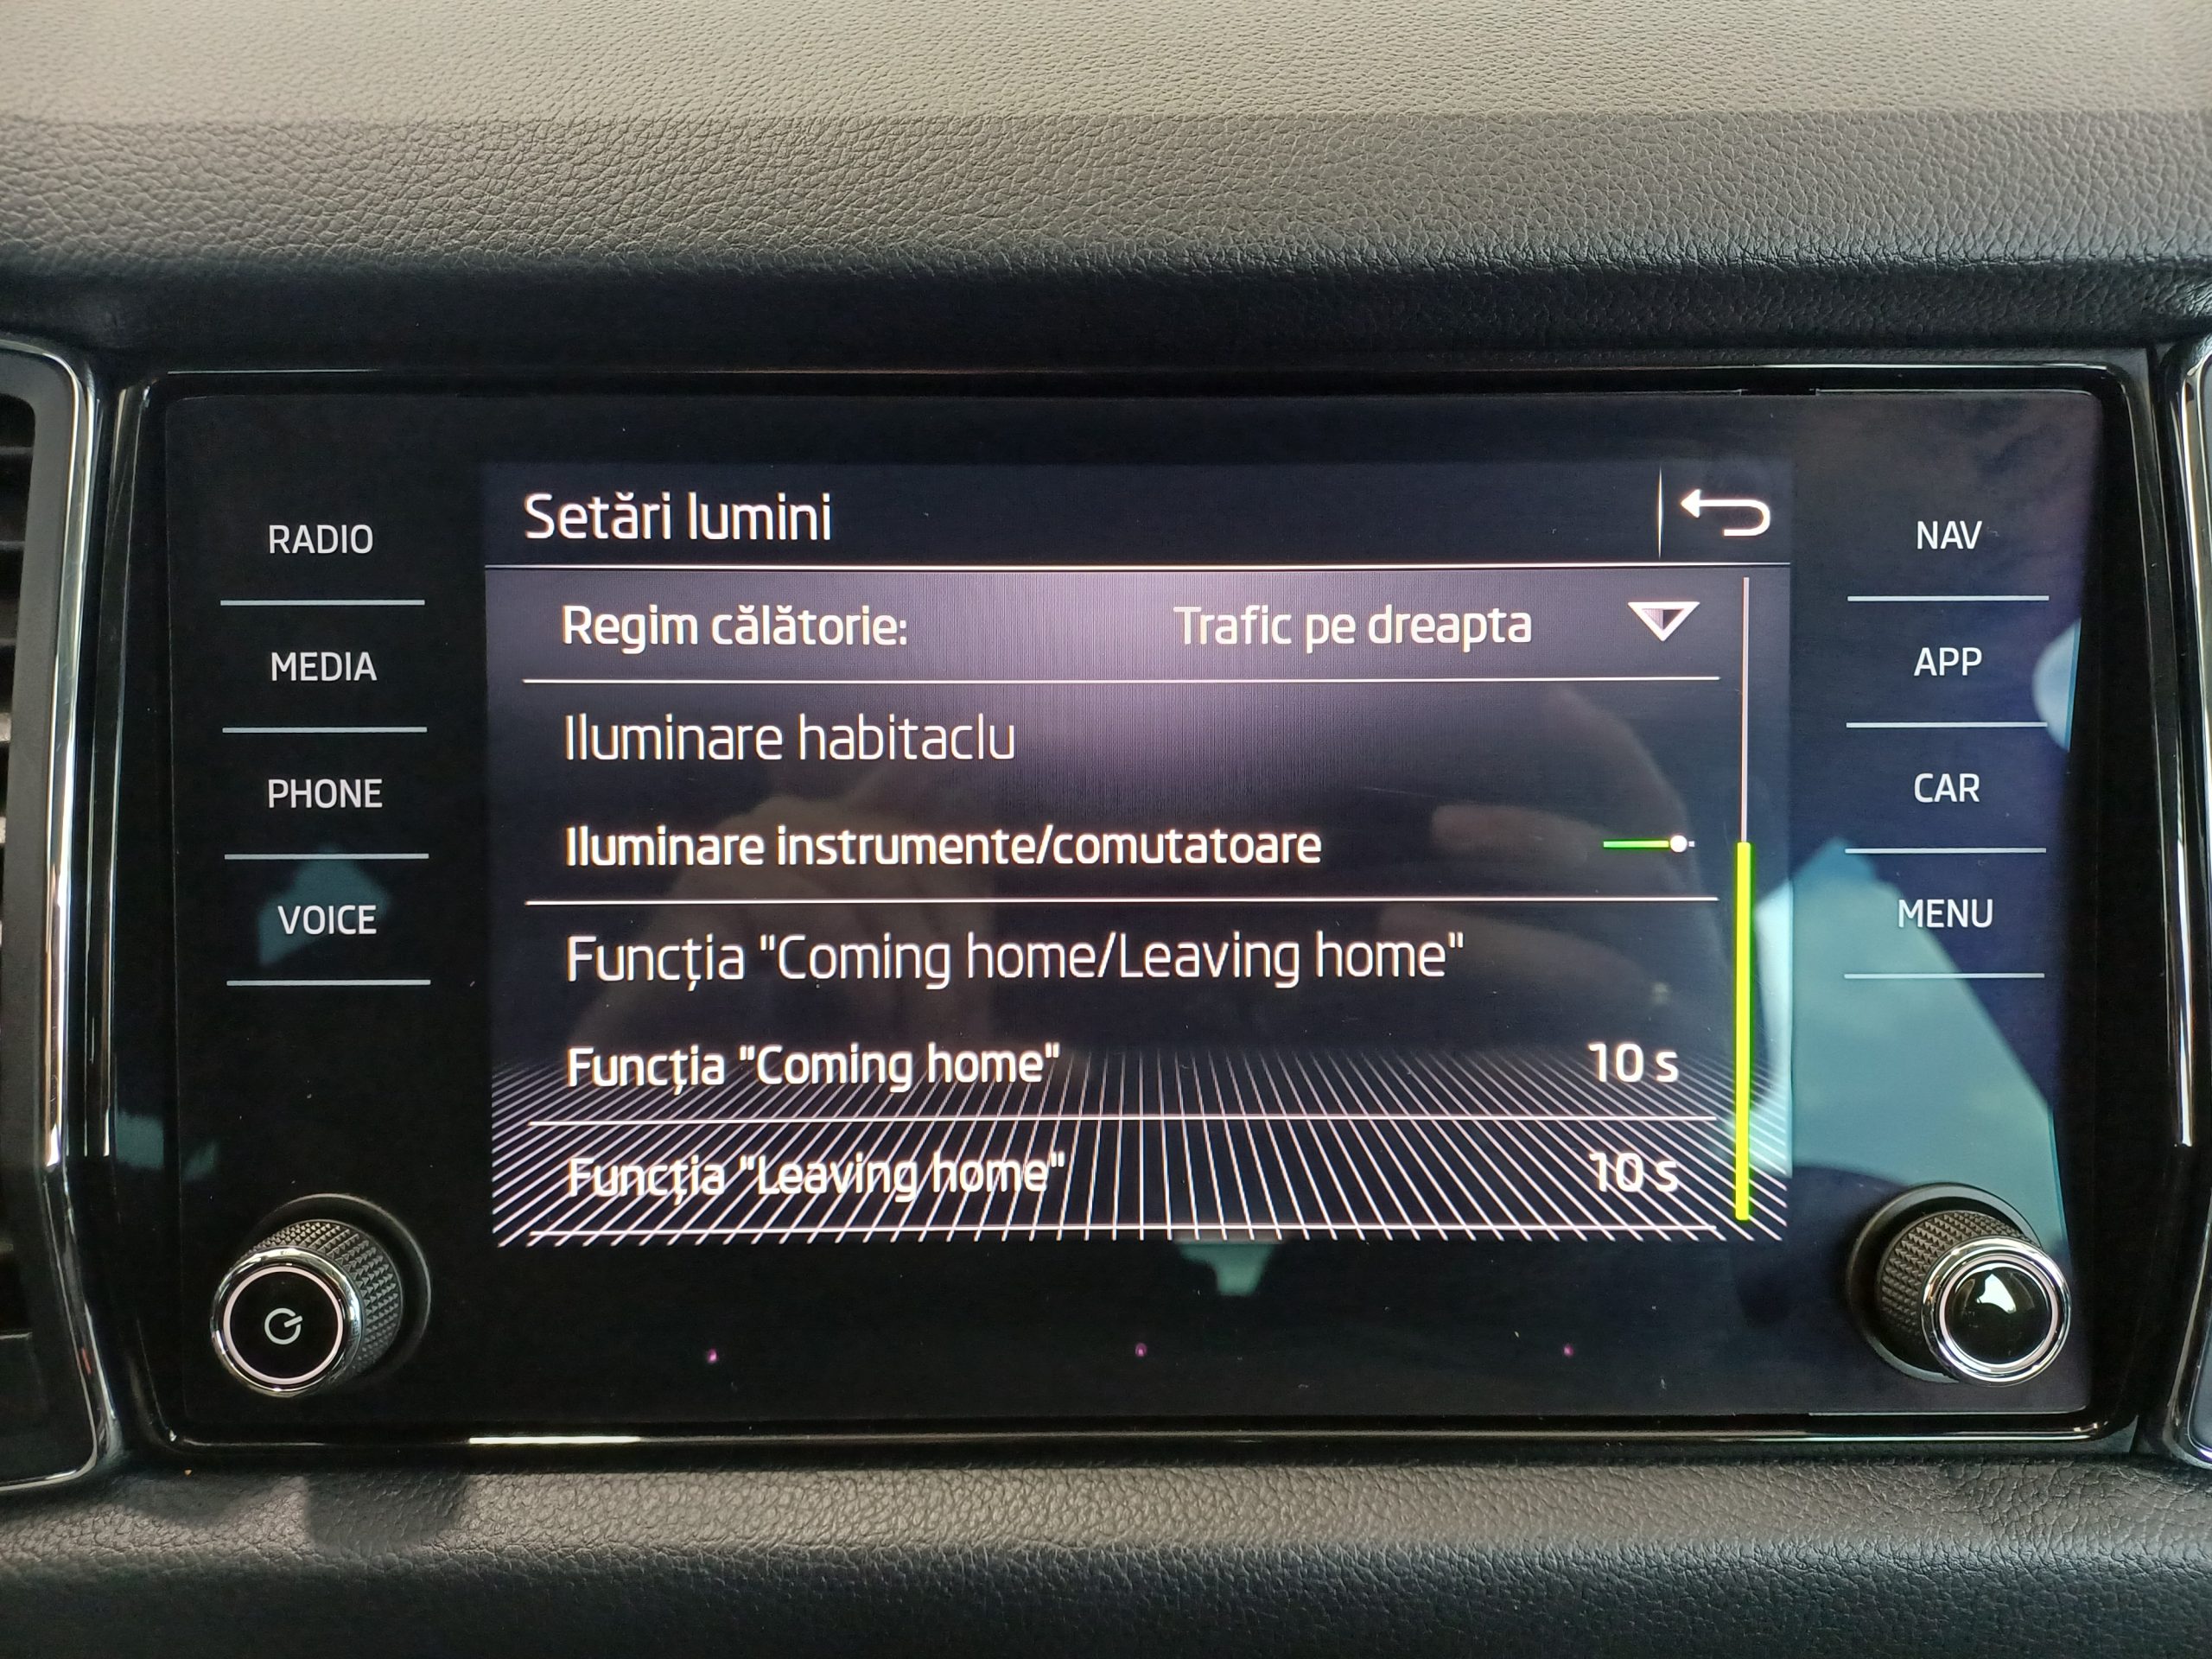 Setări lumini
Regim călătorie: Trafic pe dreapta
Iluminare habitaclu
Iluminare instrumente/comutatoare
Funcția "Coming home/Leaving home"
Funcția "Coming home" 10 s
Funcția "Leaving home" 10 s
RADIO
MEDIA
PHONE
VOICE
NAV
APP
CAR
MENU